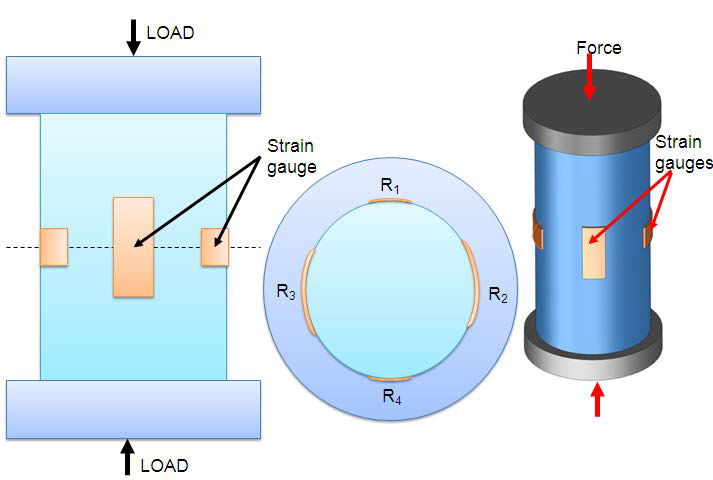 LOAD
Strain
gauge
LOAD
R₁
R₃
R₂
R₄
Force
Strain
gauges